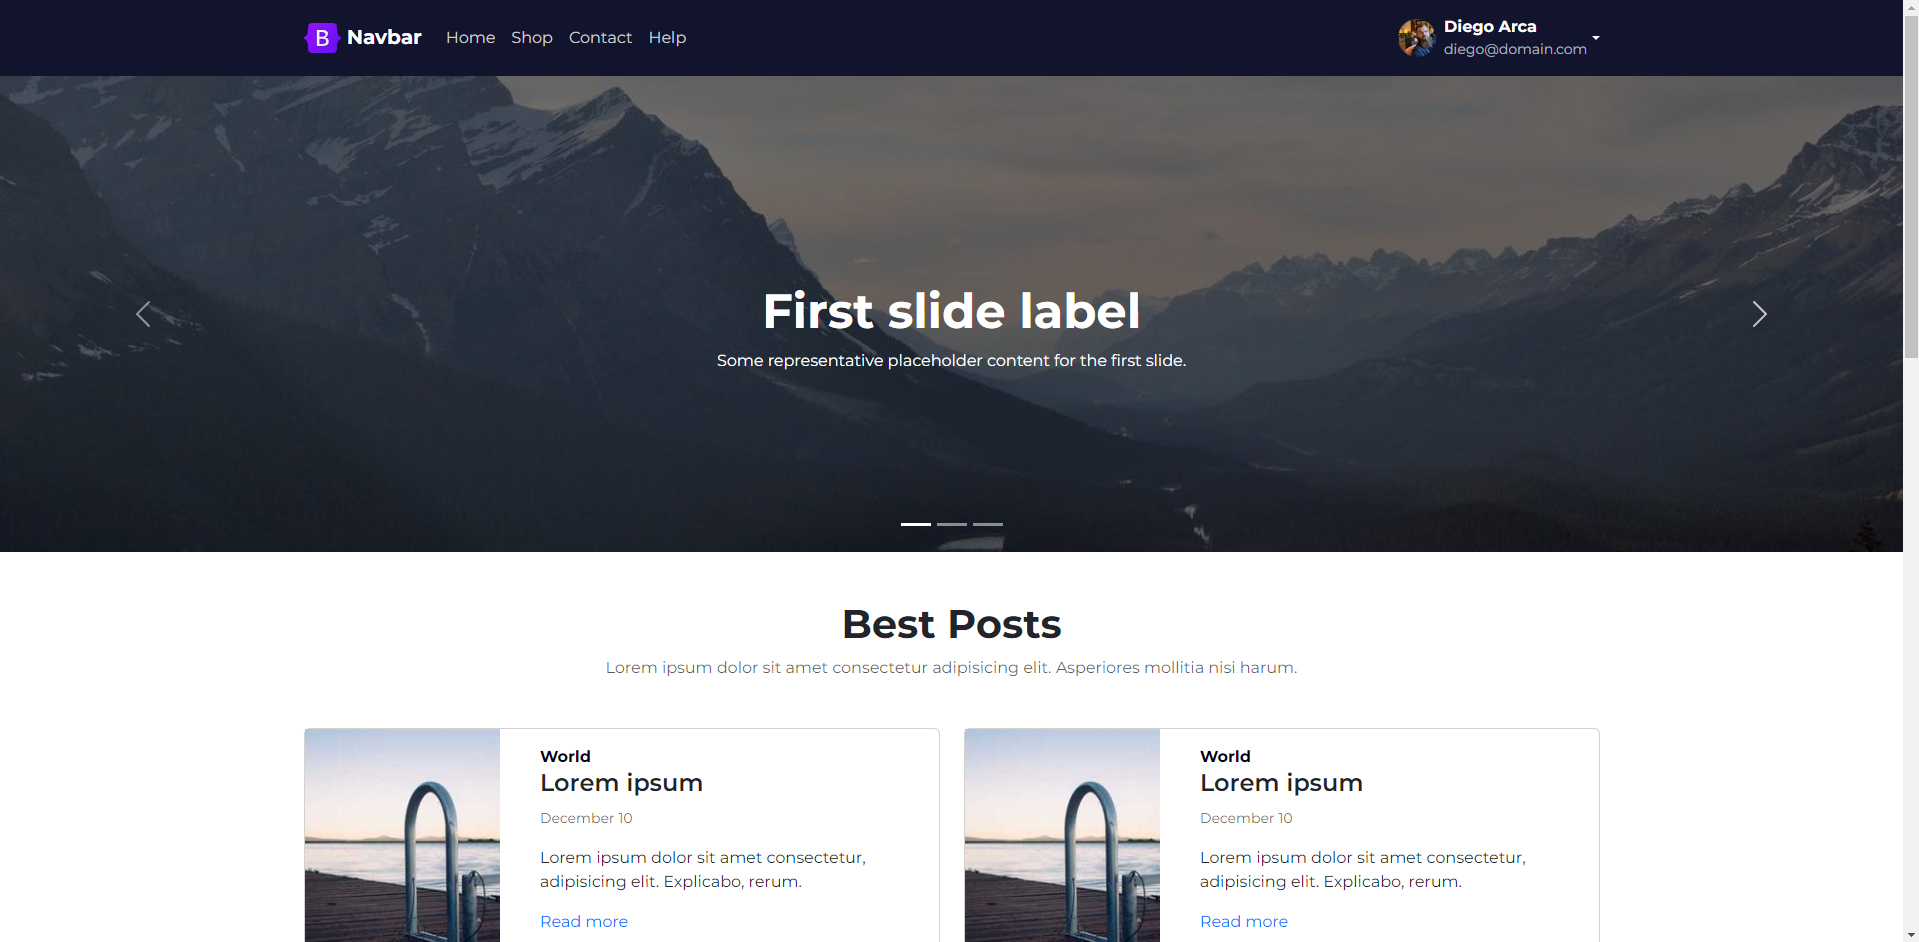 B Navbar Home Shop Contact Help
Diego Arca
diego@domain.com
First slide label
Some representative placeholder content for the first slide.
Best Posts
Lorem ipsum dolor sit amet consectetur adipisicing elit. Asperiores mollitia nisi harum.
World
Lorem ipsum
December 10
Lorem ipsum dolor sit amet consectetur,
adipisicing elit. Explicabo, rerum.
Read more
World
Lorem ipsum
December 10
Lorem ipsum dolor sit amet consectetur,
adipisicing elit. Explicabo, rerum.
Read more